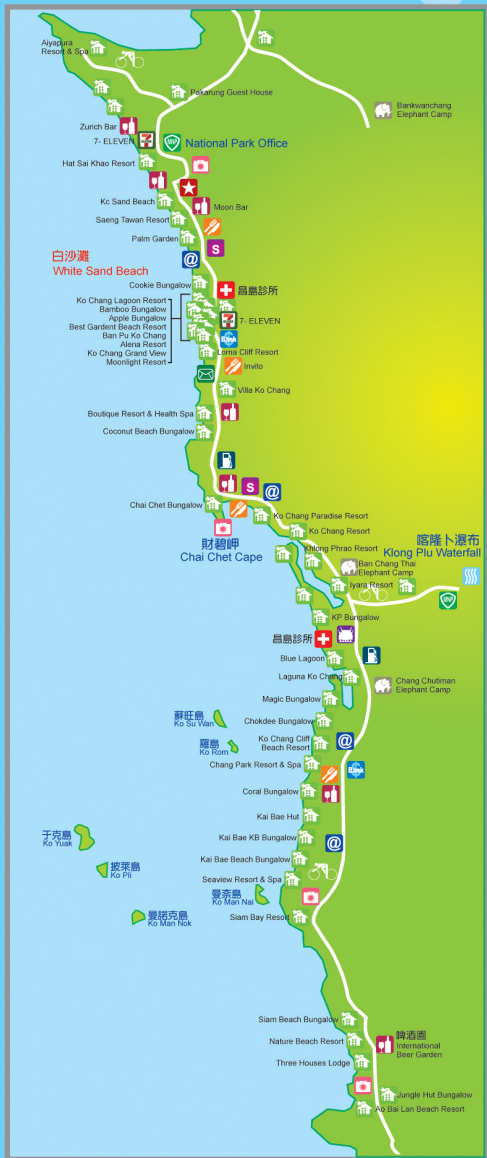 Aiyapura
Resort & Spa
Pakarung Guest House
Bankwanchang
Elephant Camp
Zurich Bar
7- ELEVEN
MNP
National Park Office
Hat Sai Khao Resort
Kc Sand Beach
Moon Bar
Saeng Tawan Resort
Palm Garden
S
白沙灘
White Sand Beach
@
Cookie Bungalow
昌島診所
Ko Chang Lagoon Resort
Bamboo Bungalow
Apple Bungalow
Best Gardent Beach Resort
Ban Pu Ko Chang
Alena Resort
Ko Chang Grand View
Moonlight Resort
7- ELEVEN
Bank
Loma Cliff Resort
Invito
Villa Ko Chang
Boutique Resort & Health Spa
Coconut Beach Bungalow
S
@
Chai Chet Bungalow
Ko Chang Paradise Resort
Ko Chang Resort
財碧岬
Chai Chet Cape
Khlong Phrao Resort
喀隆卜瀑布
Klong Plu Waterfall
Ban Chang Thai
Elephant Camp
Iyara Resort
MNP
KP Bungalow
昌島診所
Blue Lagoon
Laguna Ko Chang
Chang Chutiman
Elephant Camp
Magic Bungalow
蘇旺島
Ko Su Wan
Chokdee Bungalow
羅島
Ko Rom
Ko Chang Cliff
Beach Resort
@
Chang Park Resort & Spa
Bank
Coral Bungalow
Kai Bae Hut
于克島
Ko Yuak
Kai Bae KB Bungalow
@
Kai Bae Beach Bungalow
披萊島
Ko Pli
Seaview Resort & Spa
曼奈島
Ko Man Nai
曼諾克島
Ko Man Nok
Siam Bay Resort
Siam Beach Bungalow
Nature Beach Resort
啤酒園
International
Beer Garden
Three Houses Lodge
Jungle Hut Bungalow
Ao Bai Lan Beach Resort